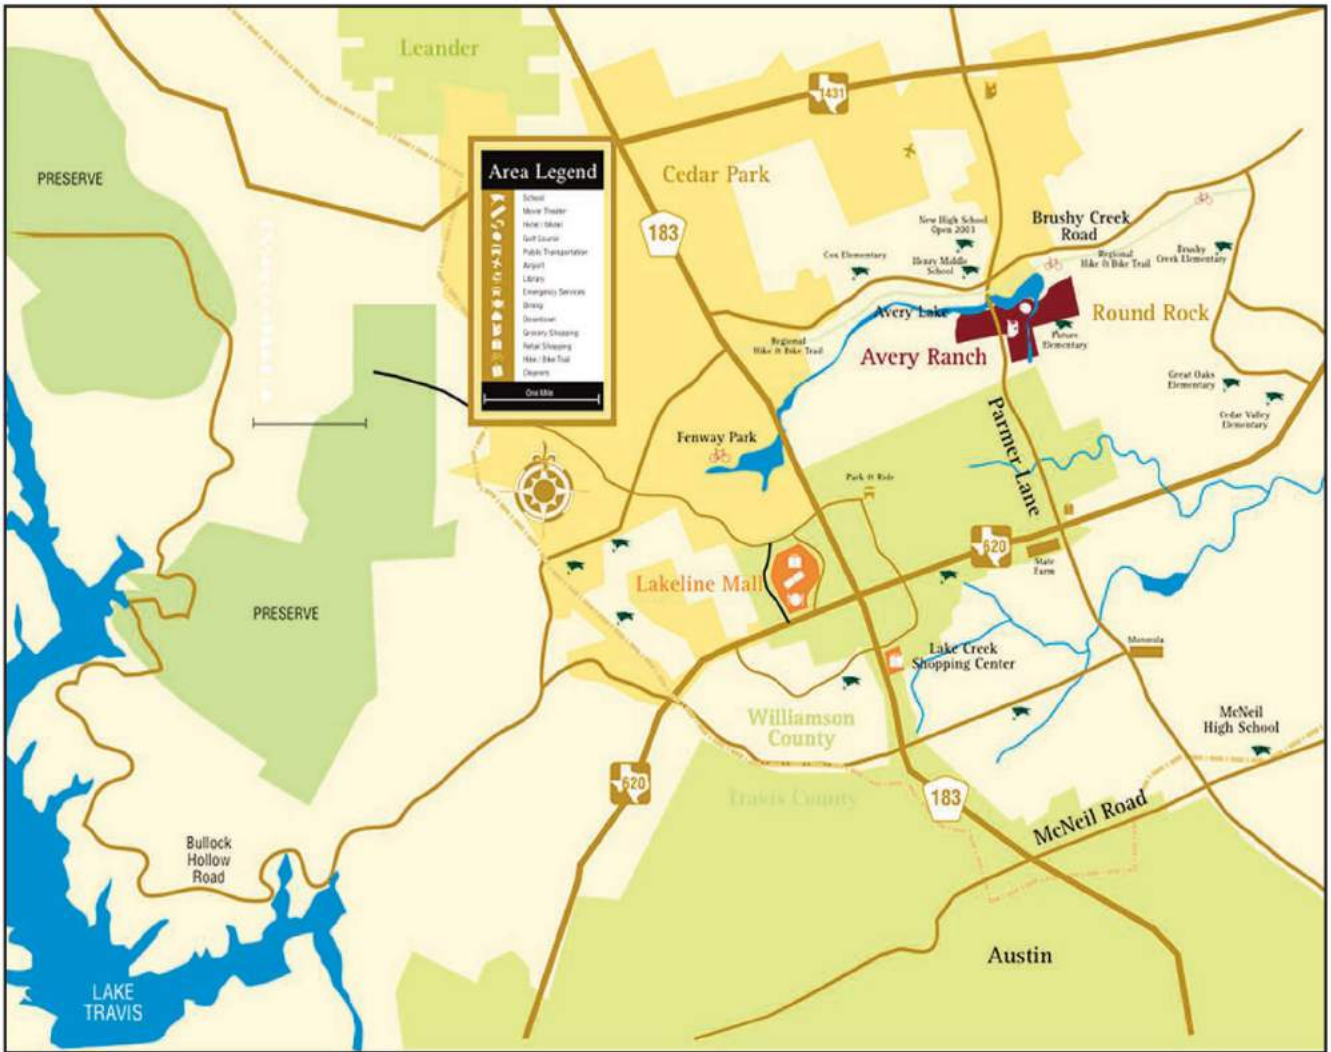 Leander
1431
PRESERVE
Area Legend
School
Movie Theater
Hotel / Motel
Golf Course
Public Transportation
Airport
Library
Emergency Services
Dining
Downtown
Grocery Shopping
Retail Shopping
Hike / Bike Trail
Cleaners
One Mile
Cedar Park
183
New High School
Open 2003
Brushy Creek
Road
Cox Elementary
Henry Middle
School
Regional
Hike & Bike Trail
Brushy
Creek Elementary
Avery Lake
Round Rock
Regional
Hike & Bike Trail
Avery Ranch
Future
Elementary
Great Oaks
Elementary
Cedar Valley
Elementary
Parmer Lane
Fenway Park
Park & Ride
620
State
Farm
Lakeline Mall
PRESERVE
Lake Creek
Shopping Center
Motorola
Williamson
County
McNeil
High School
620
Travis County
183
McNeil Road
Bullock
Hollow
Road
Austin
LAKE
TRAVIS